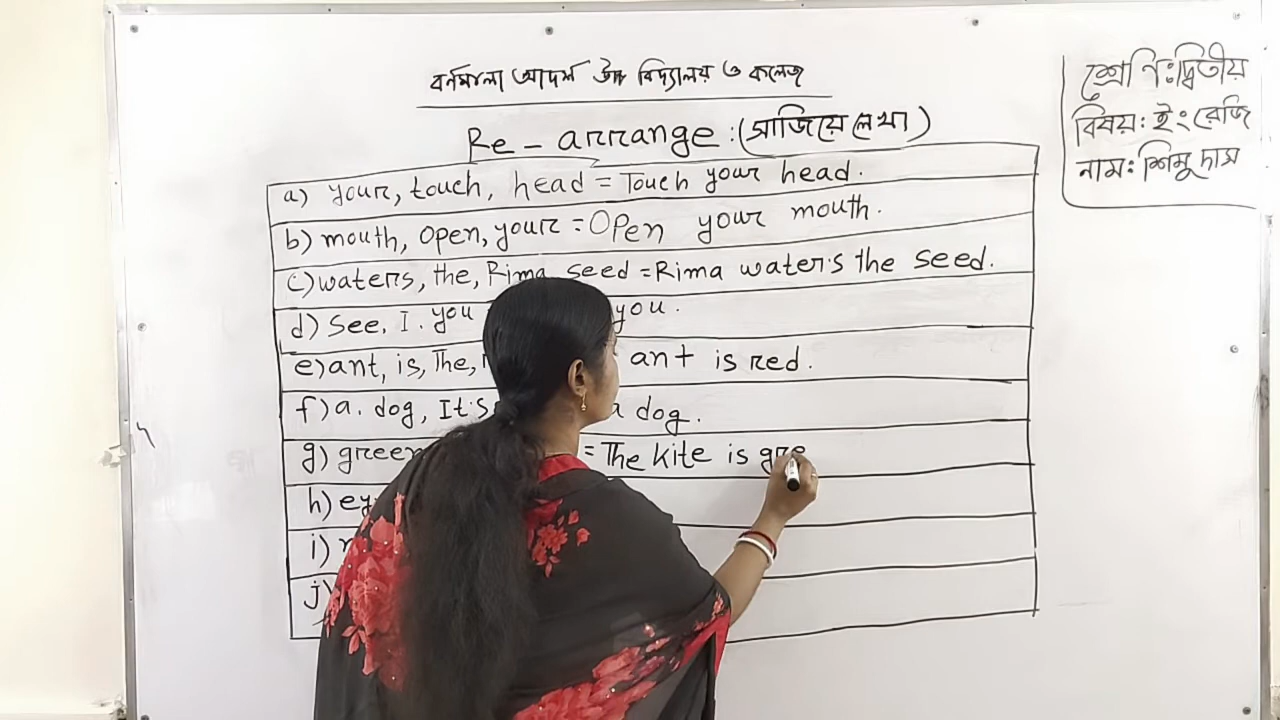 বর্নমালা আদর্শ উচ্চ বিদ্যালয় ও কলেজ
শ্রেণি:দ্বিতীয়
বিষয়: ইংরেজি
নাম: শিমু দাস
Re - arrange : (সাজিয়ে লেখা)
a) your, touch, head = Touch your head.
b) mouth, open, your = Open your mouth.
c) waters, the, Rima, seed = Rima waters the seed.
d) See, I. you you.
e) ant, is, The, ant is red.
f) a. dog, It's a dog.
g) green = The kite is gre
h)
i)
j)